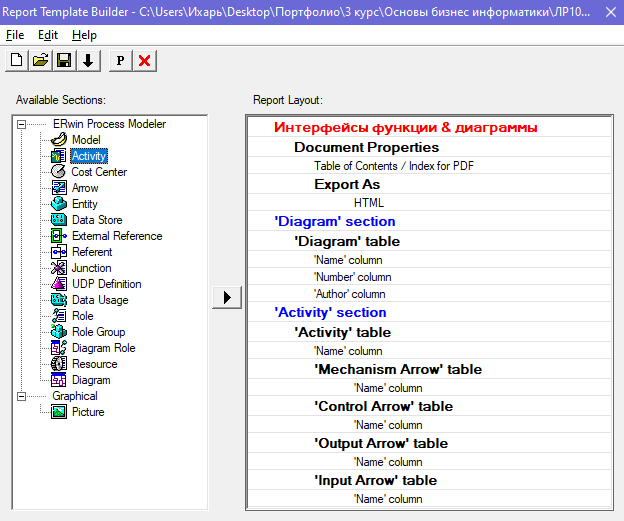 Report Template Builder - C:\Users\Ихарь\Desktop\Портфолио\3 курс\Основы бизнес информатики\ЛР10...
File Edit Help
P
Available Sections:
ERwin Process Modeler
Model
Activity
Cost Center
Arrow
Entity
Data Store
External Reference
Referent
Junction
UDP Definition
Data Usage
Role
Role Group
Diagram Role
Resource
Diagram
Graphical
Picture
Report Layout:
Интерфейсы функции & диаграммы
Document Properties
Table of Contents / Index for PDF
Export As
HTML
'Diagram' section
'Diagram' table
'Name' column
'Number' column
'Author' column
'Activity' section
'Activity' table
'Name' column
'Mechanism Arrow' table
'Name' column
'Control Arrow' table
'Name' column
'Output Arrow' table
'Name' column
'Input Arrow' table
'Name' column